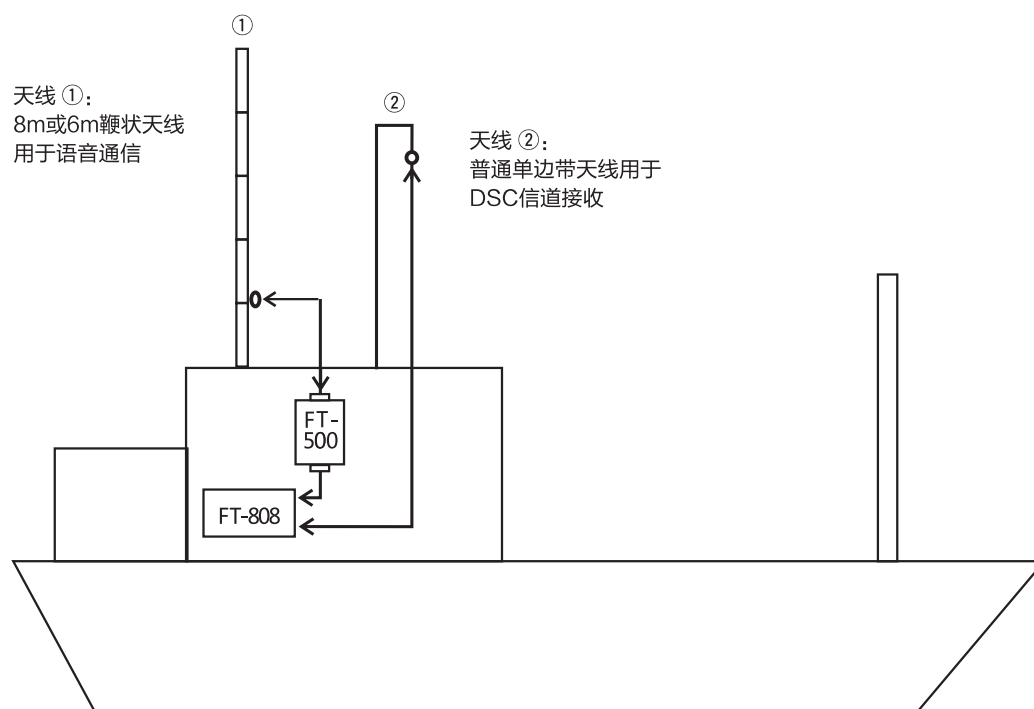 ①
天线 ①：
8m或6m鞭状天线
用于语音通信
②
天线 ②：
普通单边带天线用于
DSC信道接收
FT-
500
FT-808